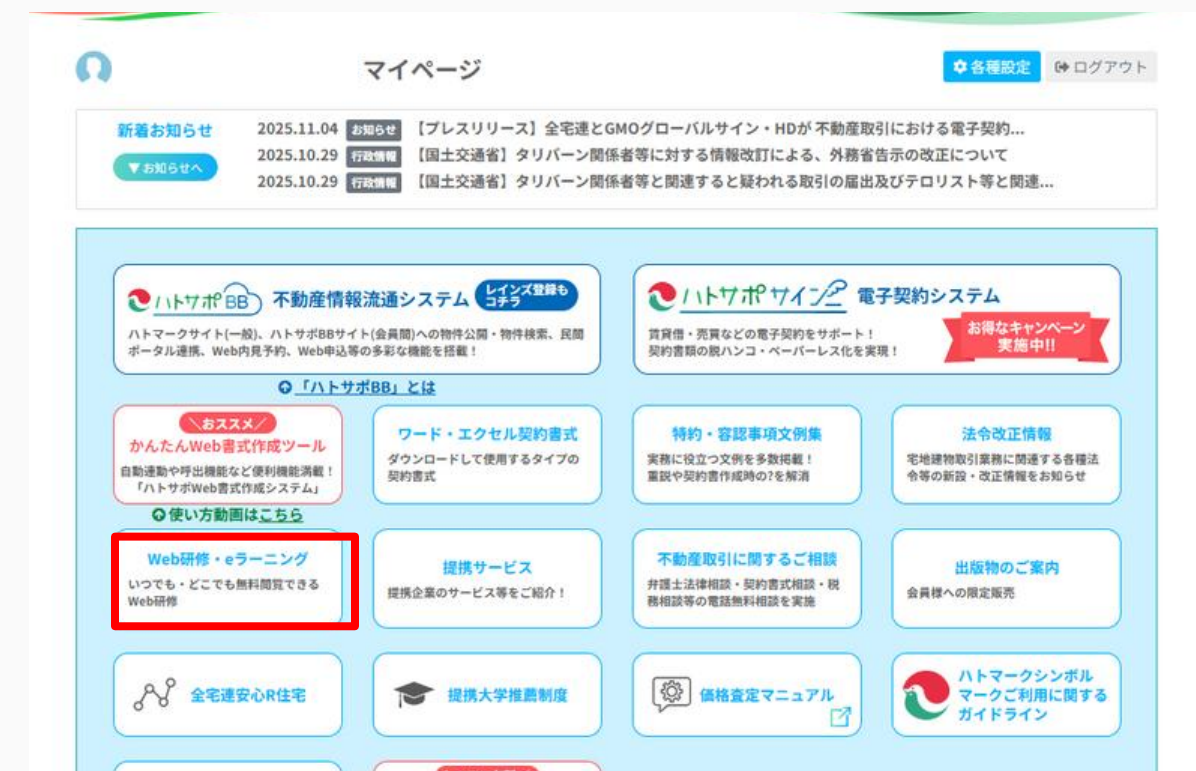 マイページ
各種設定
ログアウト
新着お知らせ
▼お知らせへ
2025.11.04 お知らせ 【プレスリリース】全宅連とGMOグローバルサイン・HDが不動産取引における電子契約...
2025.10.29 行政情報 【国土交通省】タリバーン関係者等に対する情報改訂による、外務省告示の改正について
2025.10.29 行政情報 【国土交通省】タリバーン関係者等と関連すると疑われる取引の届出及びテロリスト等と関連...
ハトサポBB 不動産情報流通システム
レインズ登録も
コチラ
ハトマークサイト(一般)、ハトサポBBサイト(会員間)への物件公開・物件検索、民間
ポータル連携、Web内見予約、Web申込等の多彩な機能を搭載！
「ハトサポBB」とは
ハトサポサイン 電子契約システム
賃貸借・売買などの電子契約をサポート！
契約書類の脱ハンコ・ペーパーレス化を実現！
お得なキャンペーン
実施中!!
＼おススメ／
かんたんWeb書式作成ツール
自動連動や呼出機能など便利機能満載！
「ハトサポWeb書式作成システム」
使い方動画はこちら
ワード・エクセル契約書式
ダウンロードして使用するタイプの
契約書式
特約・容認事項文例集
実務に役立つ文例を多数掲載！
重説や契約書作成時の?を解消
法令改正情報
宅地建物取引業務に関連する各種法
令等の新設・改正情報をお知らせ
Web研修・eラーニング
いつでも・どこでも無料閲覧できる
Web研修
提携サービス
提携企業のサービス等をご紹介！
不動産取引に関するご相談
弁護士法律相談・契約書式相談・税
務相談等の電話無料相談を実施
出版物のご案内
会員様への限定販売
全宅連安心R住宅
提携大学推薦制度
価格査定マニュアル
ハトマークシンボル
マークご利用に関する
ガイドライン